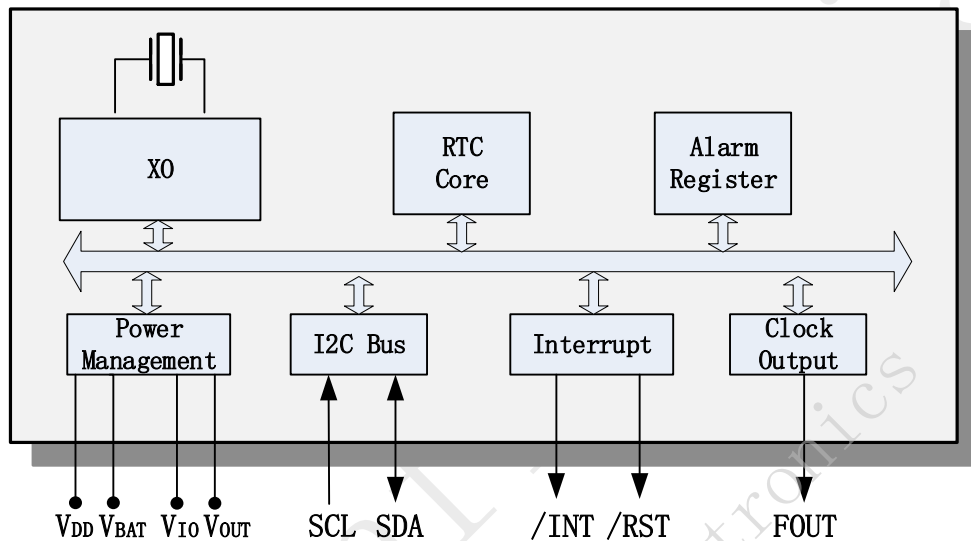 XO
RTC
Core
Alarm
Register
Power
Management
I2C Bus
Interrupt
Clock
Output
VDD VBAT VIO VOUT SCL SDA /INT /RST FOUT